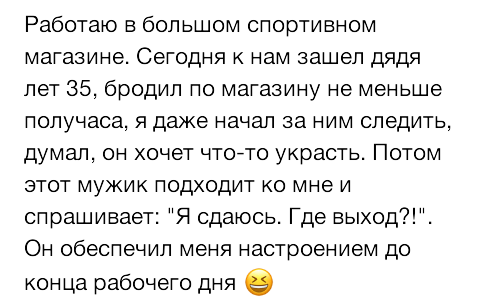 Работаю в большом спортивном
магазине. Сегодня к нам зашел дядя
лет 35, бродил по магазину не меньше
получаса, я даже начал за ним следить,
думал, он хочет что-то украсть. Потом
этот мужик подходит ко мне и
спрашивает: "Я сдаюсь. Где выход?!".
Он обеспечил меня настроением до
конца рабочего дня 😆